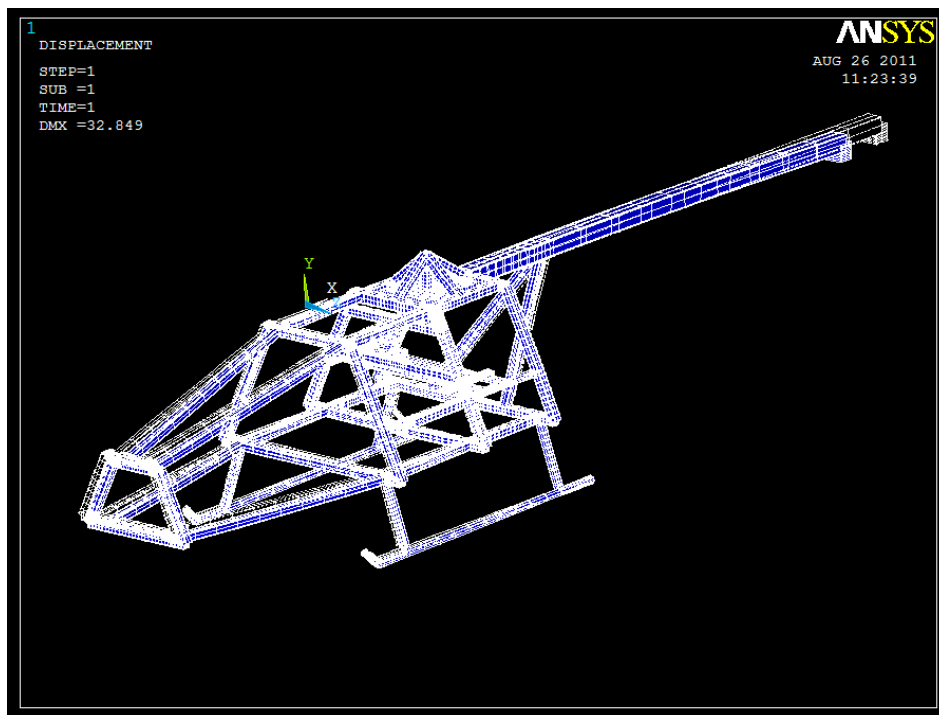 1
DISPLACEMENT
STEP=1
SUB =1
TIME=1
DMX =32.849
ANSYS
AUG 26 2011
11:23:39
Y
X